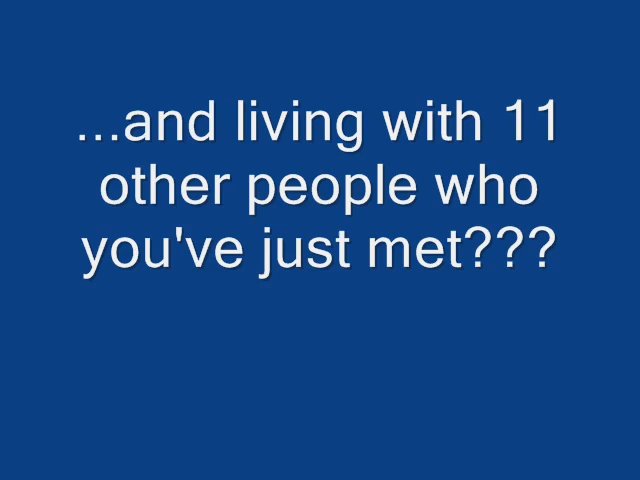 ...and living with 11
other people who
you've just met???